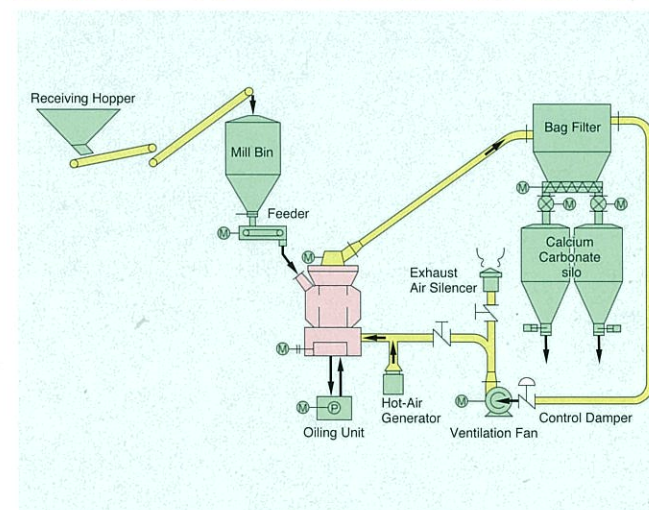 Receiving Hopper
Mill Bin
Feeder
M
M
M
M
P
Oiling Unit
Hot-Air
Generator
Exhaust
Air Silencer
M
Ventilation Fan
Control Damper
Bag Filter
M
M
M
Calcium
Carbonate
silo